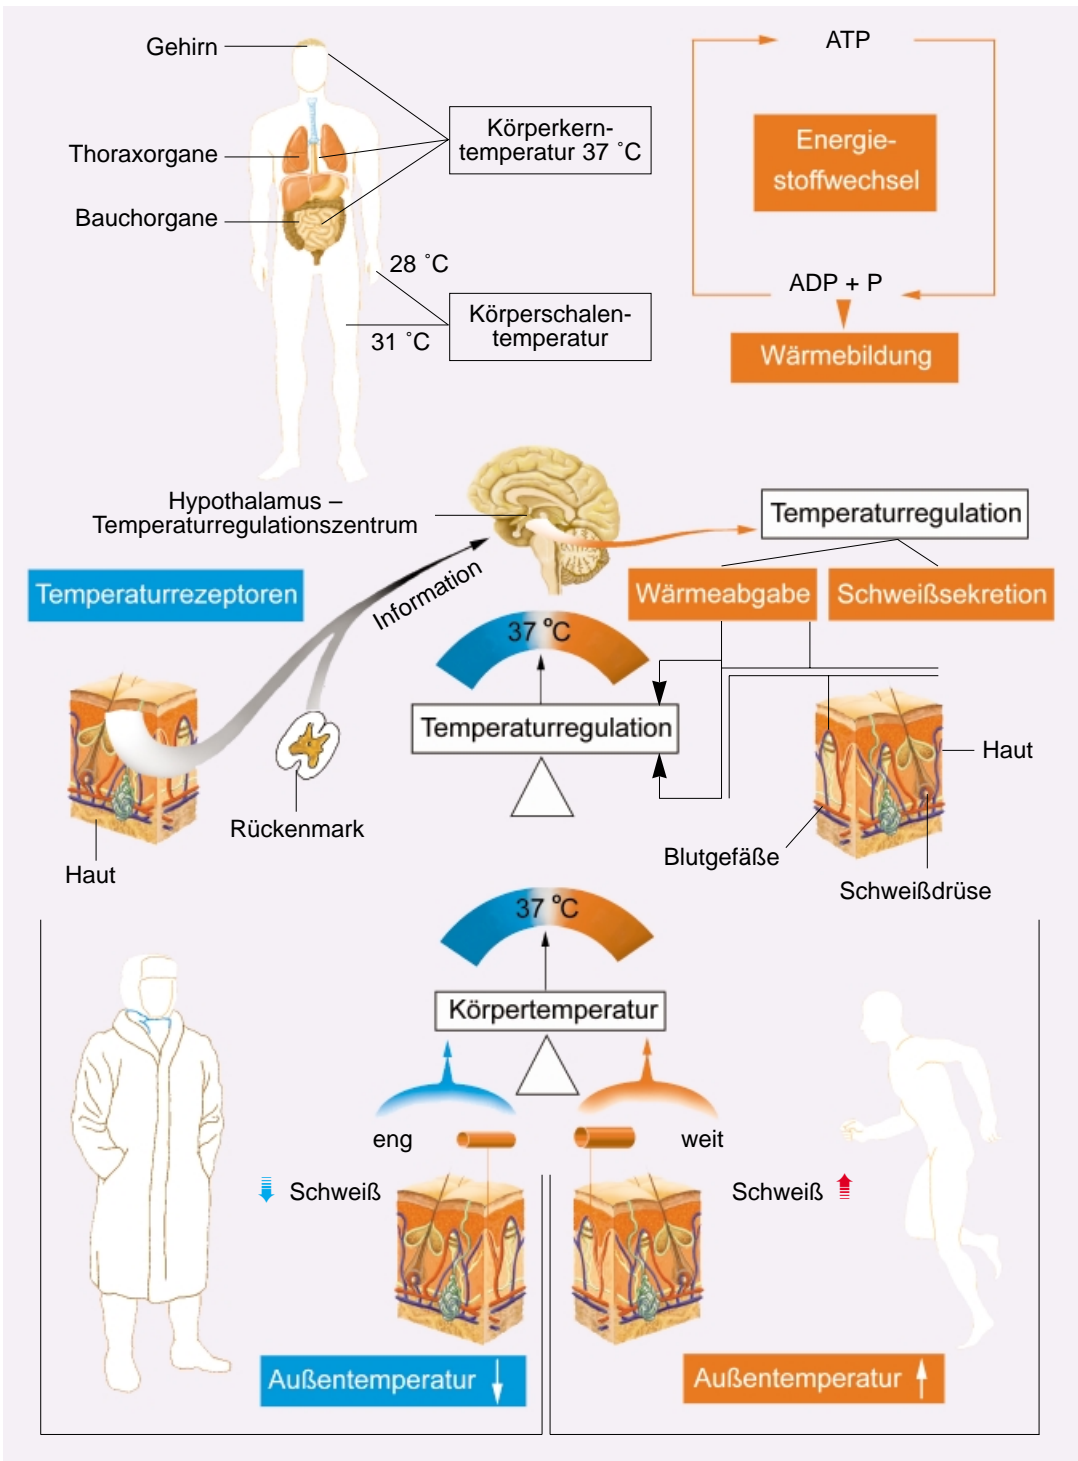 Gehirn
Thoraxorgane
Bauchorgane
Körperkern-
temperatur 37 °C
28 °C
31 °C
Körperschalen-
temperatur
ATP
Energie-
stoffwechsel
ADP + P
Wärmebildung
Hypothalamus –
Temperaturregulationszentrum
Temperaturregulation
Temperaturrezeptoren
Information
Wärmeabgabe
Schweißsekretion
37 °C
Temperaturregulation
Haut
Rückenmark
Haut
Blutgefäße
Schweißdrüse
37 °C
Körpertemperatur
eng
weit
Schweiß
Schweiß
Außentemperatur
Außentemperatur